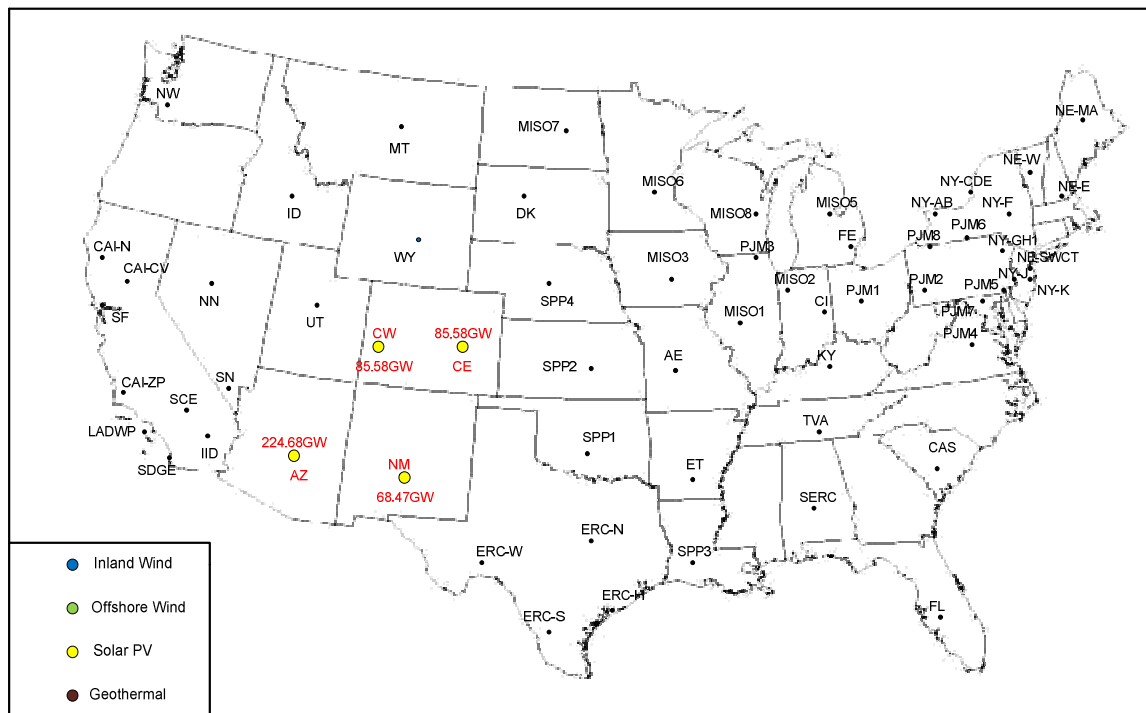 NW
MT
MISO7
NE-MA
NE-W
NY-CDE
NE-E
MISO6
ID
DK
MISO8
MISO5
NY-AB
NY-F
FE
PJM8
PJM6
CAI-N
WY
PJM3
NY-GHI
NE-SWCT
CAI-CV
MISO3
MISO2
NY-J
NN
SPP4
CI
PJM1
PJM2
PJM5
NY-K
UT
SF
MISO1
PJM7
CW
85.58GW
PJM4
AE
KY
85.58GW
CE
SPP2
CAI-ZP
SN
SCE
LADWP
TVA
224.68GW
SPP1
IID
CAS
SDGE
AZ
NM
ET
68.47GW
SERC
ERC-N
ERC-W
SPP3
ERC-H
ERC-S
FL
Inland Wind
Offshore Wind
Solar PV
Geothermal